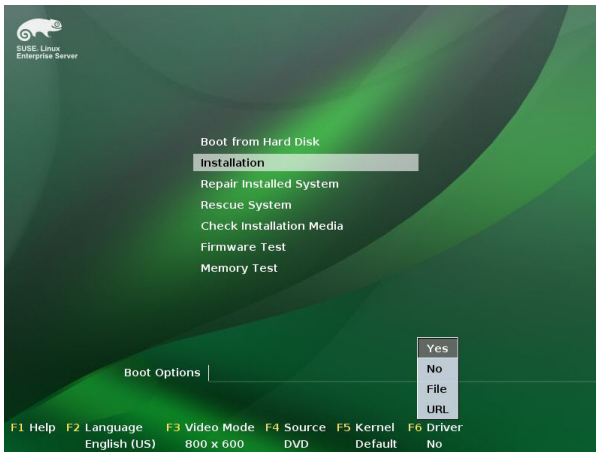 SUSE. Linux
Enterprise Server
Boot from Hard Disk
Installation
Repair Installed System
Rescue System
Check Installation Media
Firmware Test
Memory Test
Yes
No
File
URL
Boot Options
F1 Help F2 Language F3 Video Mode F4 Source F5 Kernel F6 Driver
English (US) 800 x 600 DVD Default No